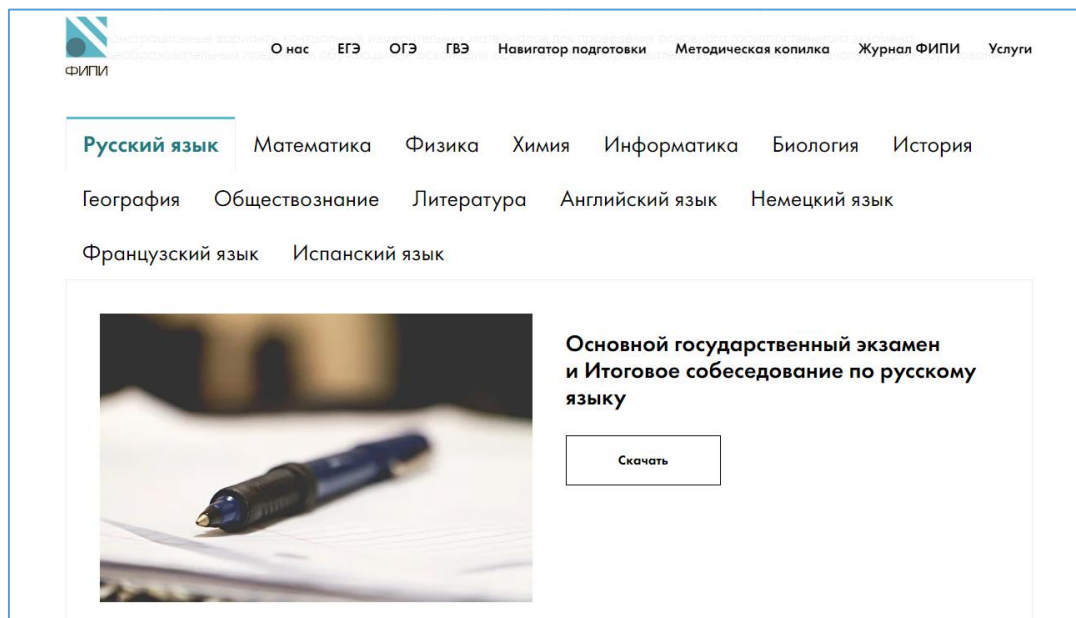 ФИПИ
О нас ЕГЭ ОГЭ ГВЭ Навигатор подготовки Методическая копилка Журнал ФИПИ Услуги
Русский язык Математика Физика Химия Информатика Биология История
География Обществознание Литература Английский язык Немецкий язык
Французский язык Испанский язык
Основной государственный экзамен
и Итоговое собеседование по русскому
языку
Скачать